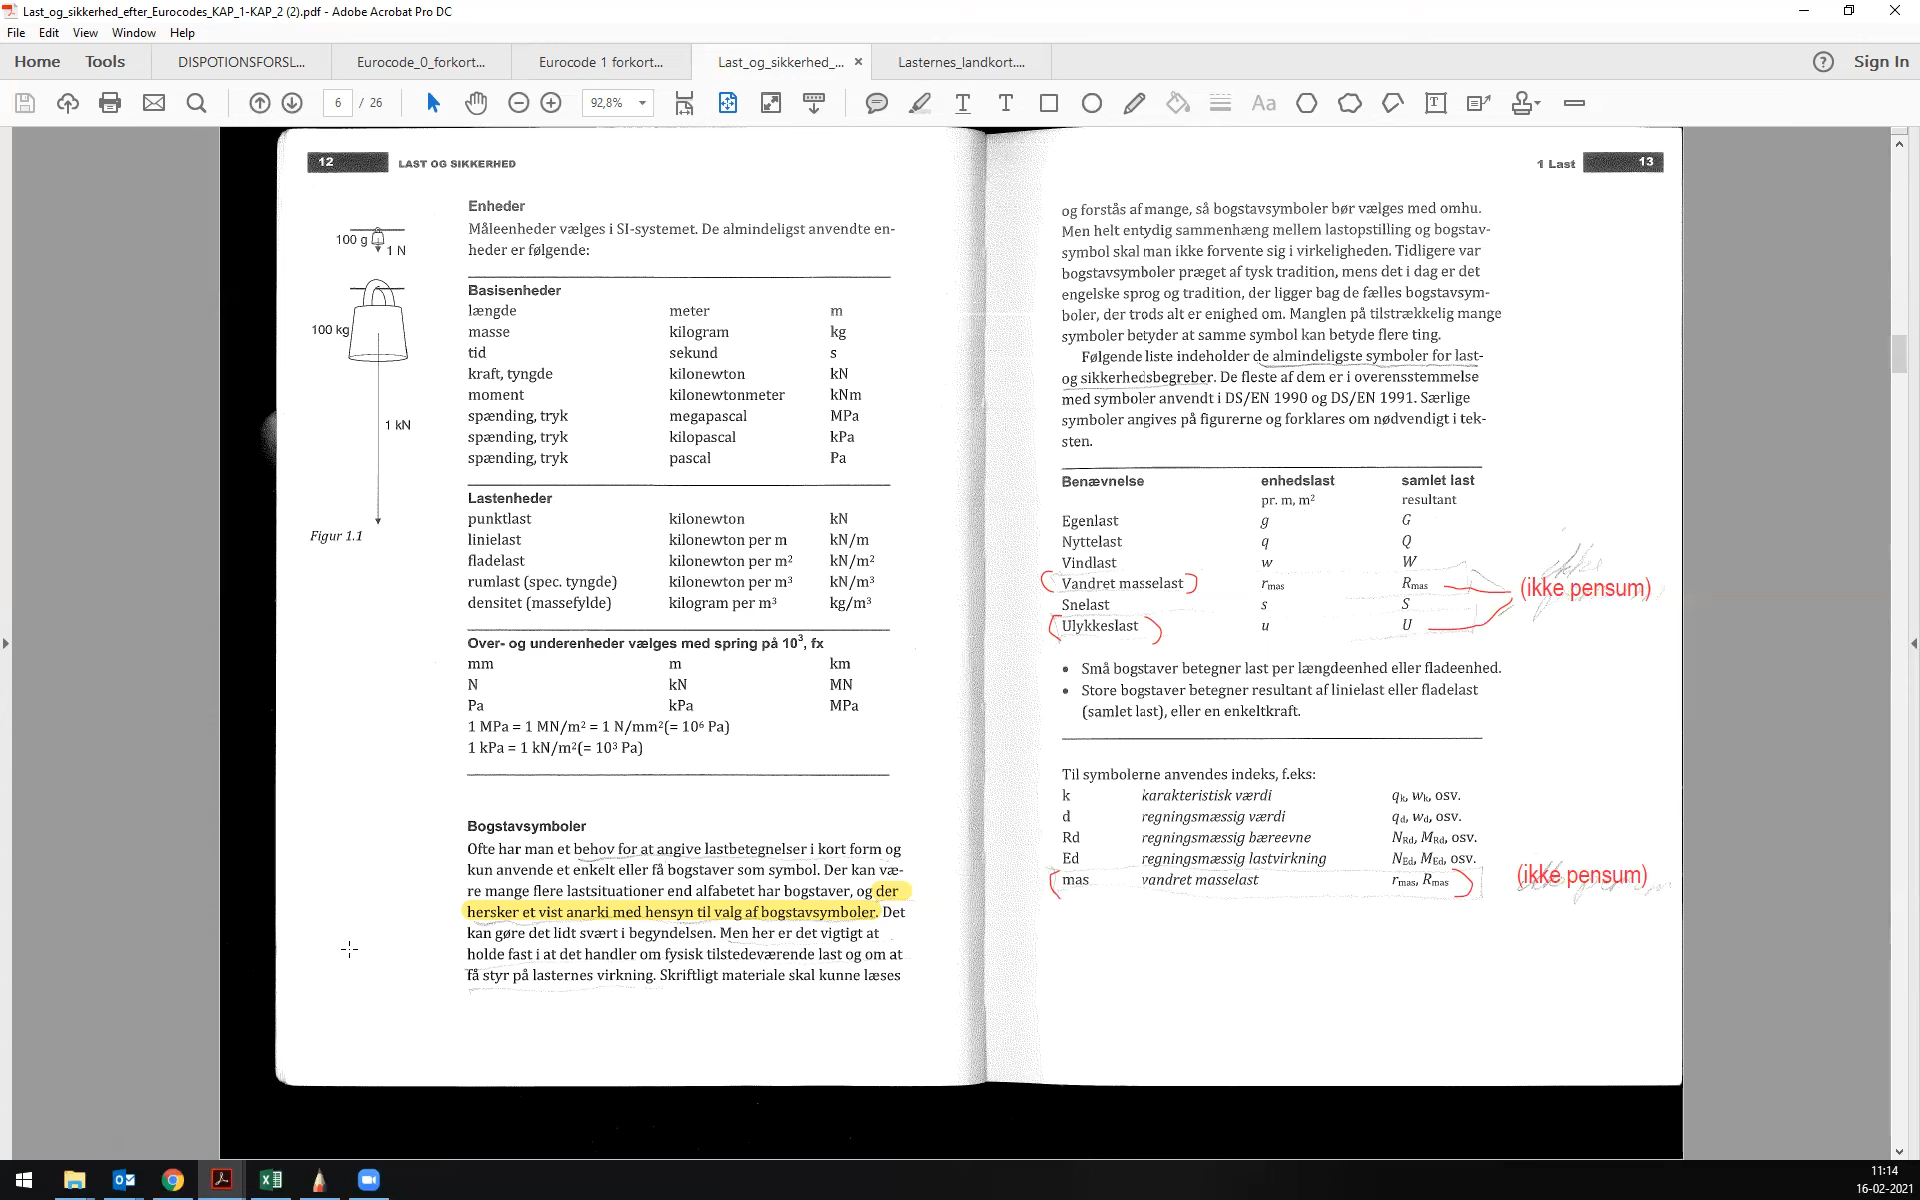 Last_og_sikkerhed_efter_Eurocodes_KAP_1-KAP_2 (2).pdf - Adobe Acrobat Pro DC
File Edit View Window Help
Home Tools DISPOTIONSFORSL... Eurocode_0_forkort... Eurocode 1 forkort... Last_og_sikkerhed_... × Lasternes_landkort.... Sign In
6 / 26 92,8%
12 LAST OG SIKKERHED
100 g
1 N
100 kg
1 kN
Figur 1.1
Enheder
Måleenheder vælges i SI-systemet. De almindeligst anvendte en-
heder er følgende:
Basisenheder
længde meter m
masse kilogram kg
tid sekund s
kraft, tyngde kilonewton kN
moment kilonewtonmeter kNm
spænding, tryk megapascal MPa
spænding, tryk kilopascal kPa
spænding, tryk pascal Pa
Lastenheder
punktlast kilonewton kN
linielast kilonewton per m kN/m
fladelast kilonewton per m² kN/m²
rumlast (spec. tyngde) kilonewton per m³ kN/m³
densitet (massefylde) kilogram per m³ kg/m³
Over- og underenheder vælges med spring på 10³, fx
mm m km
N kN MN
Pa kPa MPa
1 MPa = 1 MN/m² = 1 N/mm²(= 10⁶ Pa)
1 kPa = 1 kN/m²(= 10³ Pa)
Bogstavsymboler
Ofte har man et behov for at angive lastbetegnelser i kort form og
kun anvende et enkelt eller få bogstaver som symbol. Der kan væ-
re mange flere lastsituationer end alfabetet har bogstaver, og der
hersker et vist anarki med hensyn til valg af bogstavsymboler. Det
kan gøre det lidt svært i begyndelsen. Men her er det vigtigt at
holde fast i at det handler om fysisk tilstedeværende last og om at
få styr på lasternes virkning. Skriftligt materiale skal kunne læses
1 Last 13
og forstås af mange, så bogstavsymboler bør vælges med omhu.
Men helt entydig sammenhæng mellem lastopstilling og bogstav-
symbol skal man ikke forvente sig i virkeligheden. Tidligere var
bogstavsymboler præget af tysk tradition, mens det i dag er det
engelske sprog og tradition, der ligger bag de fælles bogstavsym-
boler, der trods alt er enighed om. Manglen på tilstrækkelig mange
symboler betyder at samme symbol kan betyde flere ting.
Følgende liste indeholder de almindeligste symboler for last-
og sikkerhedsbegreber. De fleste af dem er i overensstemmelse
med symboler anvendt i DS/EN 1990 og DS/EN 1991. Særlige
symboler angives på figurerne og forklares om nødvendigt i tek-
sten.
Benævnelse enhedslast samlet last
pr. m, m² resultant
Egenlast g G
Nyttelast q Q
Vindlast w W
Vandret masselast r mas R mas (ikke pensum)
Snelast s S
Ulykkeslast u U
• Små bogstaver betegner last per længdeenhed eller fladeenhed.
• Store bogstaver betegner resultant af linielast eller fladelast
(samlet last), eller en enkeltkraft.
Til symbolerne anvendes indeks, f.eks:
k karakteristisk værdi qk, wk, osv.
d regningsmæssig værdi qd, wd, osv.
Rd regningsmæssig bæreevne NRd, MRd, osv.
Ed regningsmæssig lastvirkning NEd, MEd, osv.
mas vandret masselast rmas, Rmas (ikke pensum)
11:14
16-02-2021